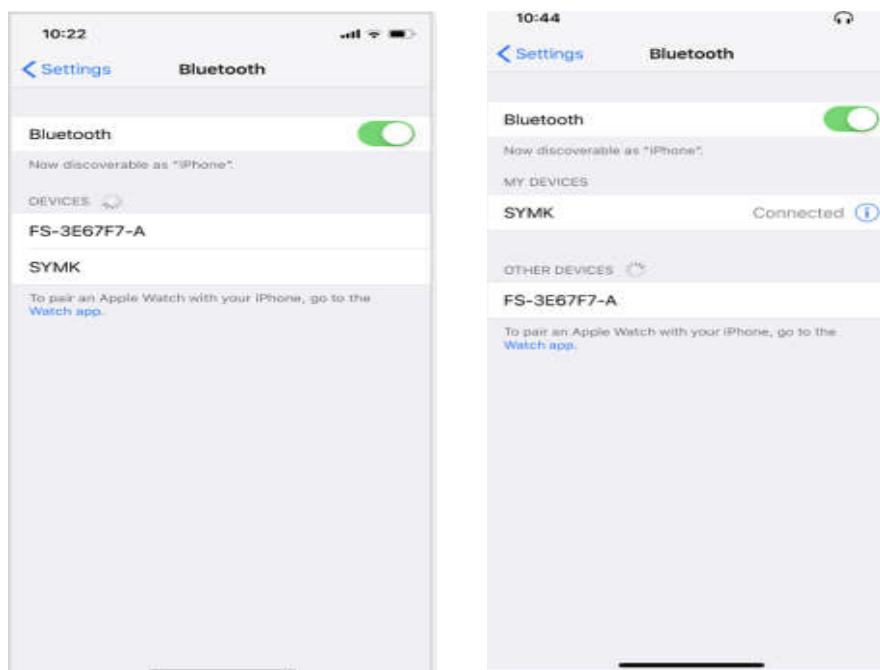 10:22
Settings
Bluetooth
Bluetooth
Now discoverable as "iPhone".
DEVICES
FS-3E67F7-A
SYMK
To pair an Apple Watch with your iPhone, go to the
Watch app.
10:44
Settings
Bluetooth
Bluetooth
Now discoverable as "iPhone".
MY DEVICES
SYMK Connected
OTHER DEVICES
FS-3E67F7-A
To pair an Apple Watch with your iPhone, go to the
Watch app.